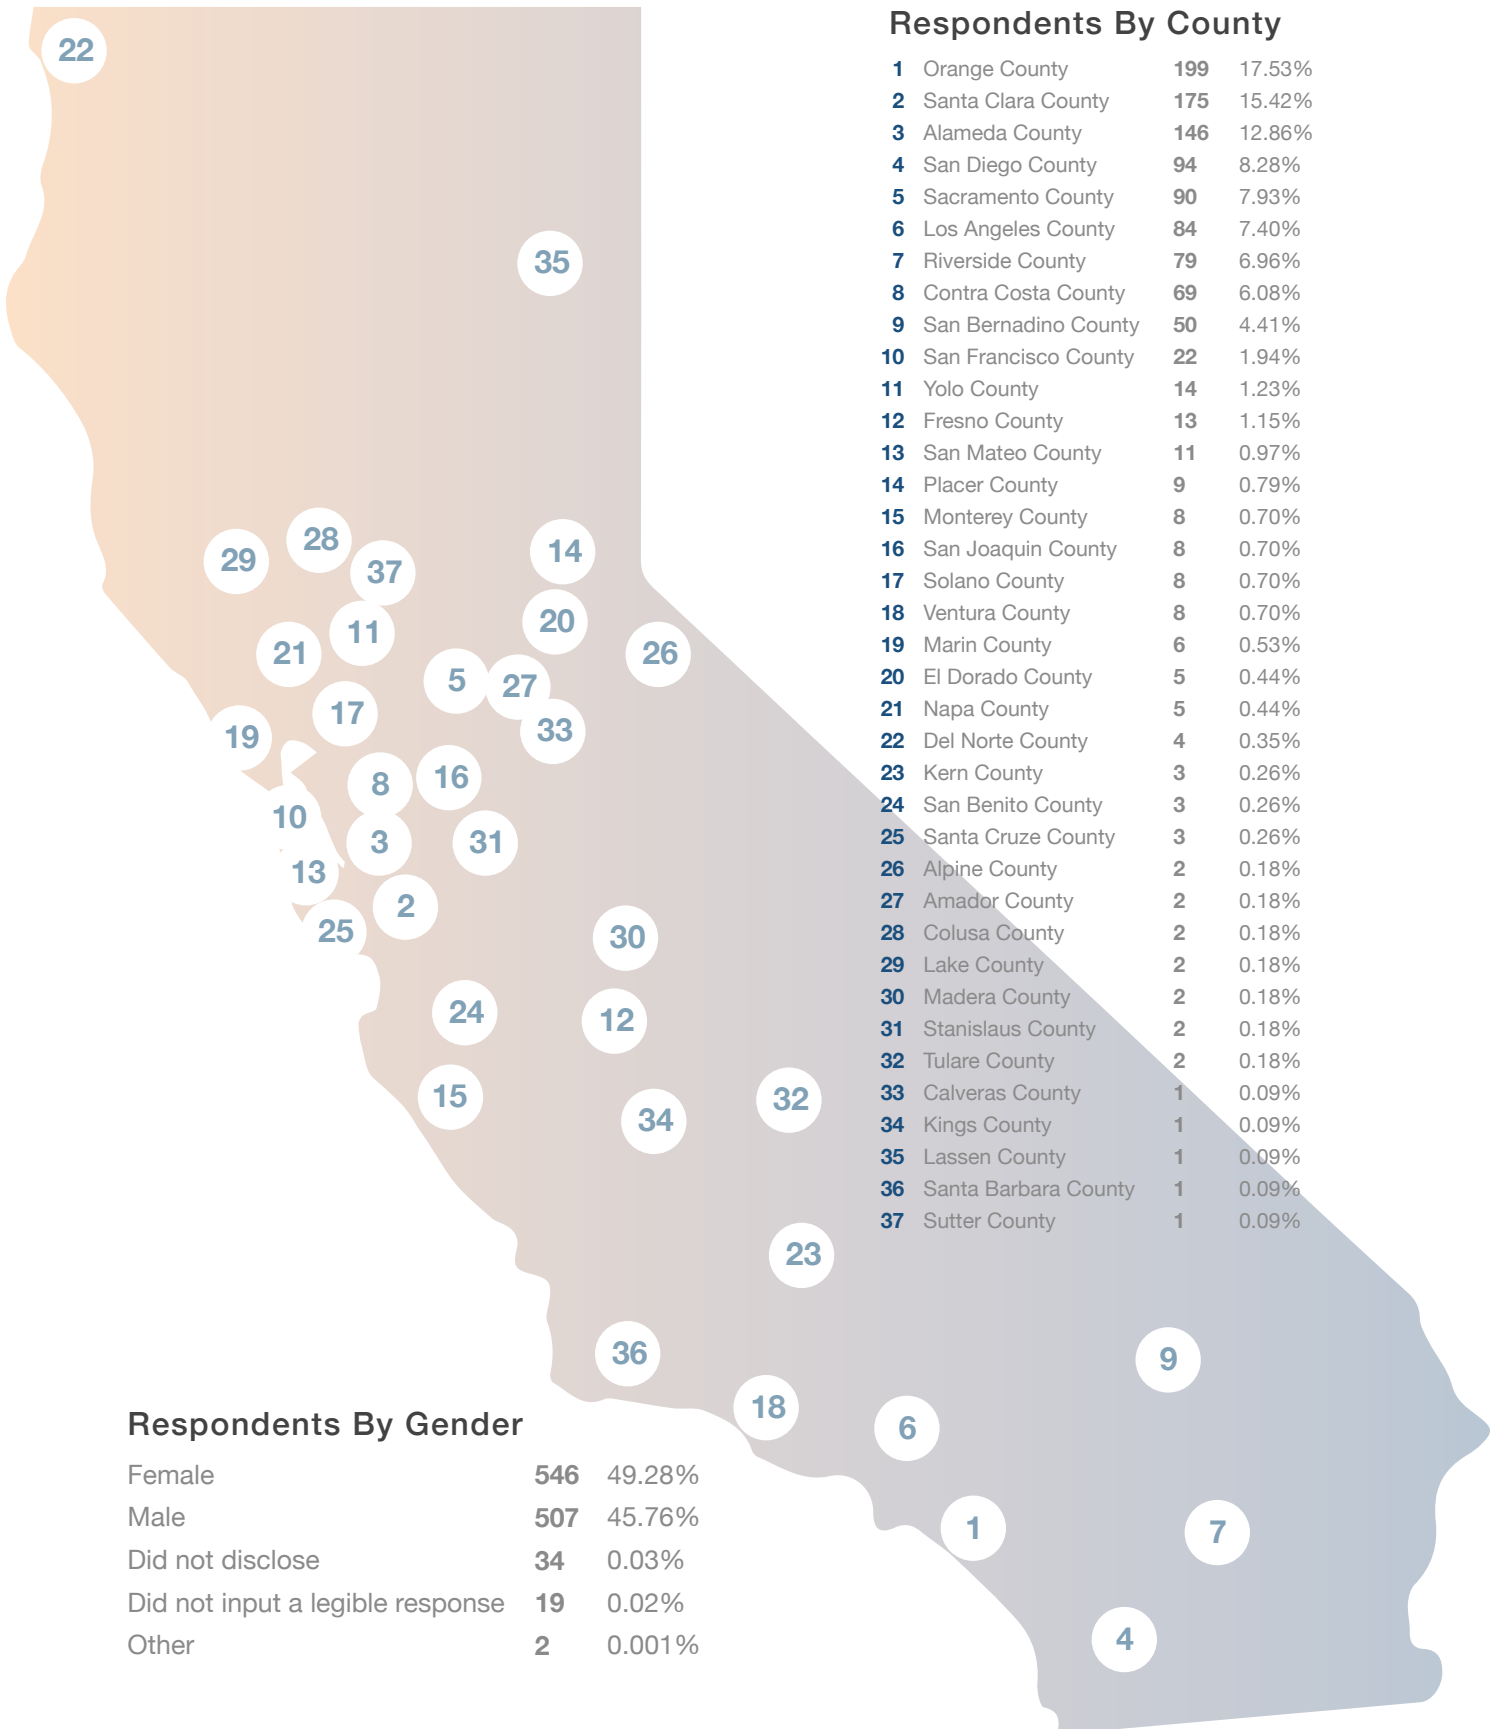 Respondents By County
1 Orange County 199 17.53%
2 Santa Clara County 175 15.42%
3 Alameda County 146 12.86%
4 San Diego County 94 8.28%
5 Sacramento County 90 7.93%
6 Los Angeles County 84 7.40%
7 Riverside County 79 6.96%
8 Contra Costa County 69 6.08%
9 San Bernadino County 50 4.41%
10 San Francisco County 22 1.94%
11 Yolo County 14 1.23%
12 Fresno County 13 1.15%
13 San Mateo County 11 0.97%
14 Placer County 9 0.79%
15 Monterey County 8 0.70%
16 San Joaquin County 8 0.70%
17 Solano County 8 0.70%
18 Ventura County 8 0.70%
19 Marin County 6 0.53%
20 El Dorado County 5 0.44%
21 Napa County 5 0.44%
22 Del Norte County 4 0.35%
23 Kern County 3 0.26%
24 San Benito County 3 0.26%
25 Santa Cruze County 3 0.26%
26 Alpine County 2 0.18%
27 Amador County 2 0.18%
28 Colusa County 2 0.18%
29 Lake County 2 0.18%
30 Madera County 2 0.18%
31 Stanislaus County 2 0.18%
32 Tulare County 2 0.18%
33 Calveras County 1 0.09%
34 Kings County 1 0.09%
35 Lassen County 1 0.09%
36 Santa Barbara County 1 0.09%
37 Sutter County 1 0.09%
22
35
28
29
14
37
20
11
21
26
5
27
17
33
19
16
8
10
3
31
13
2
25
30
24
12
15
32
34
23
36
9
18
6
1
7
4
Respondents By Gender
Female 546 49.28%
Male 507 45.76%
Did not disclose 34 0.03%
Did not input a legible response 19 0.02%
Other 2 0.001%